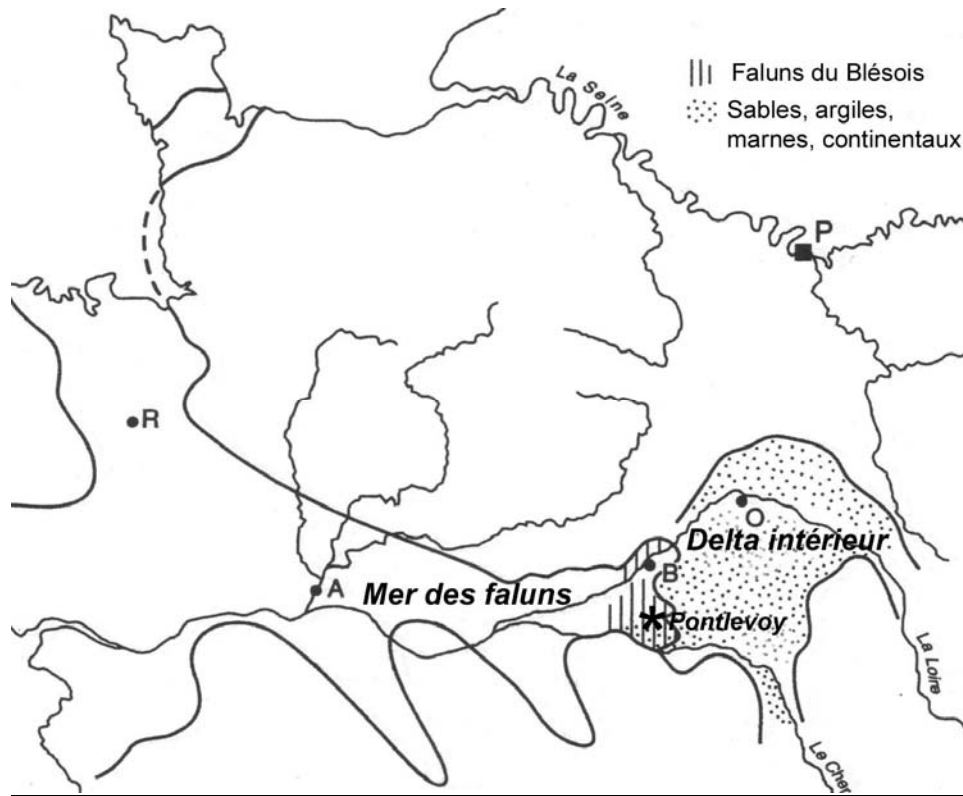 La Seine
Faluns du Blésois
Sables, argiles,
marnes, continentaux
P
R
O
Delta intérieur
B
A
Mer des faluns
Pontlevoy
La Loire
Le Cher